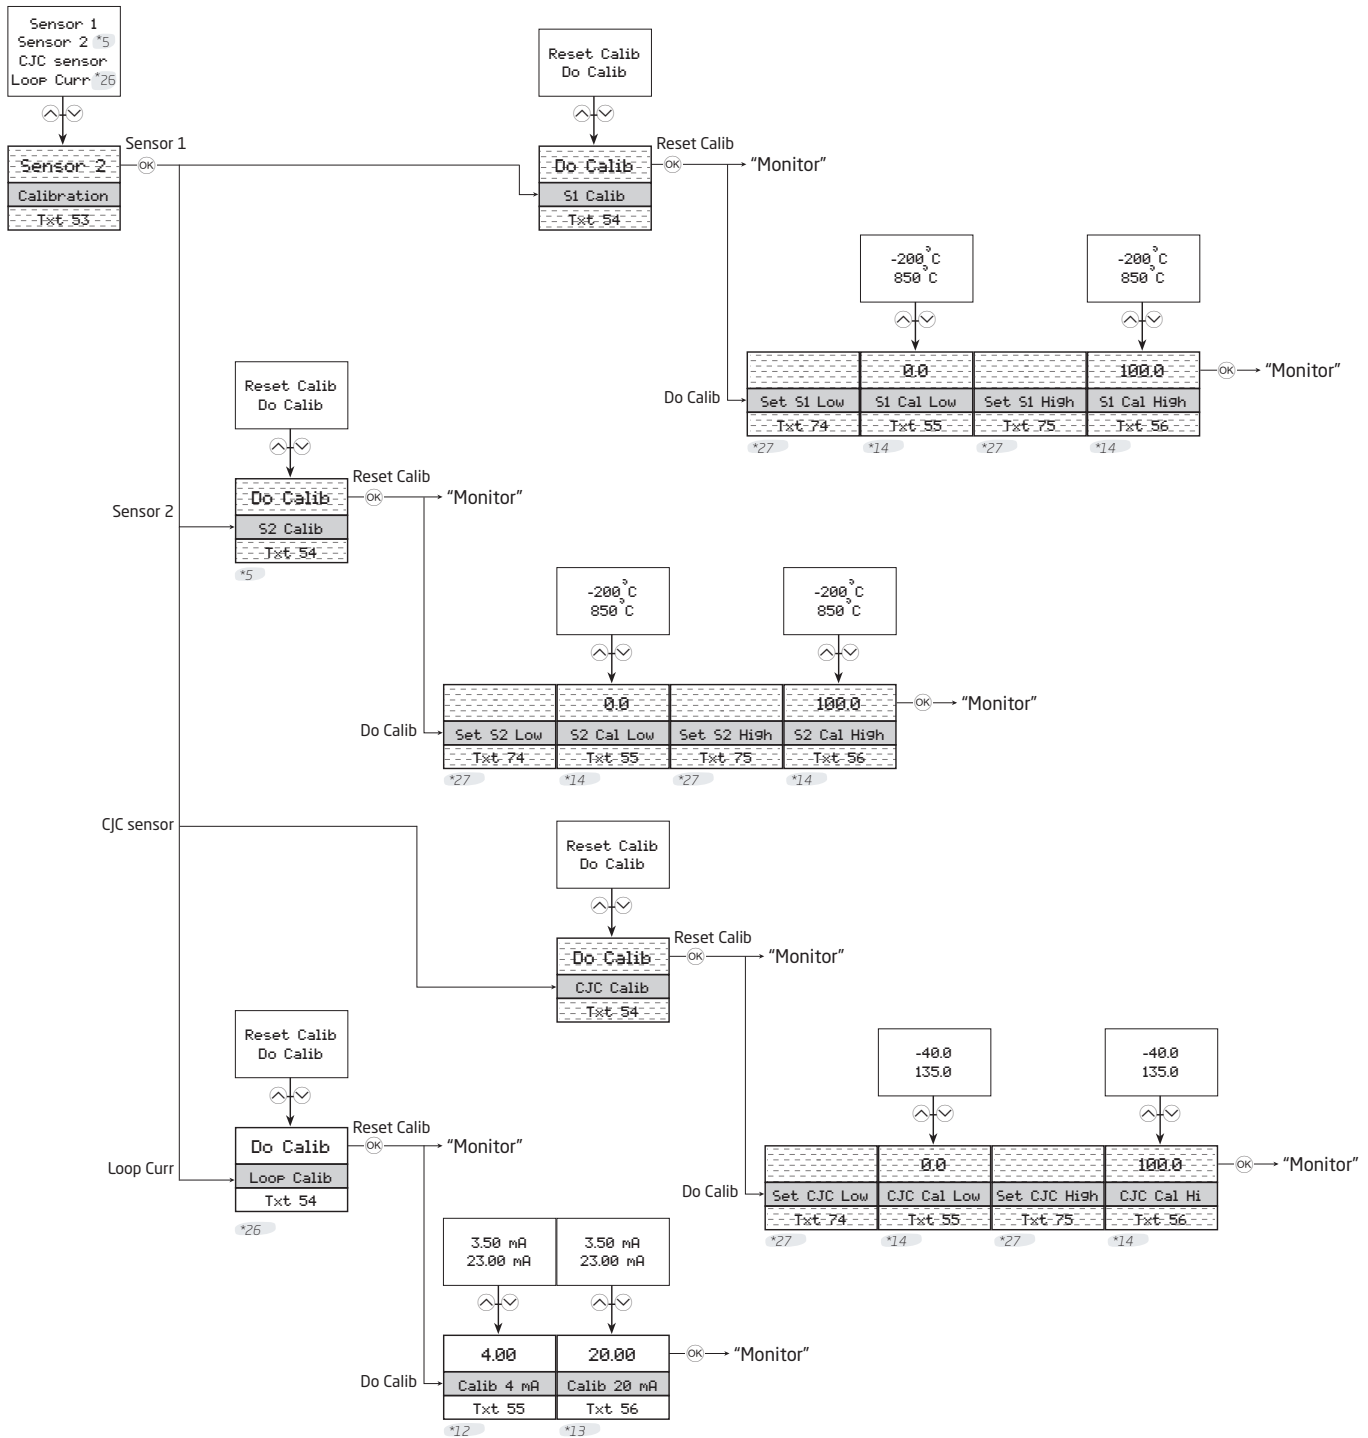 Sensor 1
Sensor 2 *5
CJC sensor
Loop Curr *26
Sensor 1
Sensor 2
OK
Calibration
Txt 53
Reset Calib
Do Calib
Reset Calib
Do Calib
OK
“Monitor”
S1 Calib
Txt 54
-200°C
850°C
-200°C
850°C
Do Calib
0.0
100.0
OK
“Monitor”
Set S1 Low
S1 Cal Low
Set S1 High
S1 Cal High
Txt 74
Txt 55
Txt 75
Txt 56
*27
*14
*27
*14
Reset Calib
Do Calib
Sensor 2
Reset Calib
Do Calib
OK
“Monitor”
S2 Calib
Txt 54
*5
-200°C
850°C
-200°C
850°C
Do Calib
0.0
100.0
OK
“Monitor”
Set S2 Low
S2 Cal Low
Set S2 High
S2 Cal High
Txt 74
Txt 55
Txt 75
Txt 56
*27
*14
*27
*14
CJC sensor
Reset Calib
Do Calib
Reset Calib
Do Calib
OK
“Monitor”
CJC Calib
Txt 54
-40.0
135.0
-40.0
135.0
Do Calib
0.0
100.0
OK
“Monitor”
Set CJC Low
CJC Cal Low
Set CJC High
CJC Cal Hi
Txt 74
Txt 55
Txt 75
Txt 56
*27
*14
*27
*14
Reset Calib
Do Calib
Loop Curr
Reset Calib
Do Calib
OK
“Monitor”
Loop Calib
Txt 54
*26
3.50 mA
23.00 mA
3.50 mA
23.00 mA
Do Calib
4.00
20.00
OK
“Monitor”
Calib 4 mA
Calib 20 mA
Txt 55
Txt 56
*12
*13